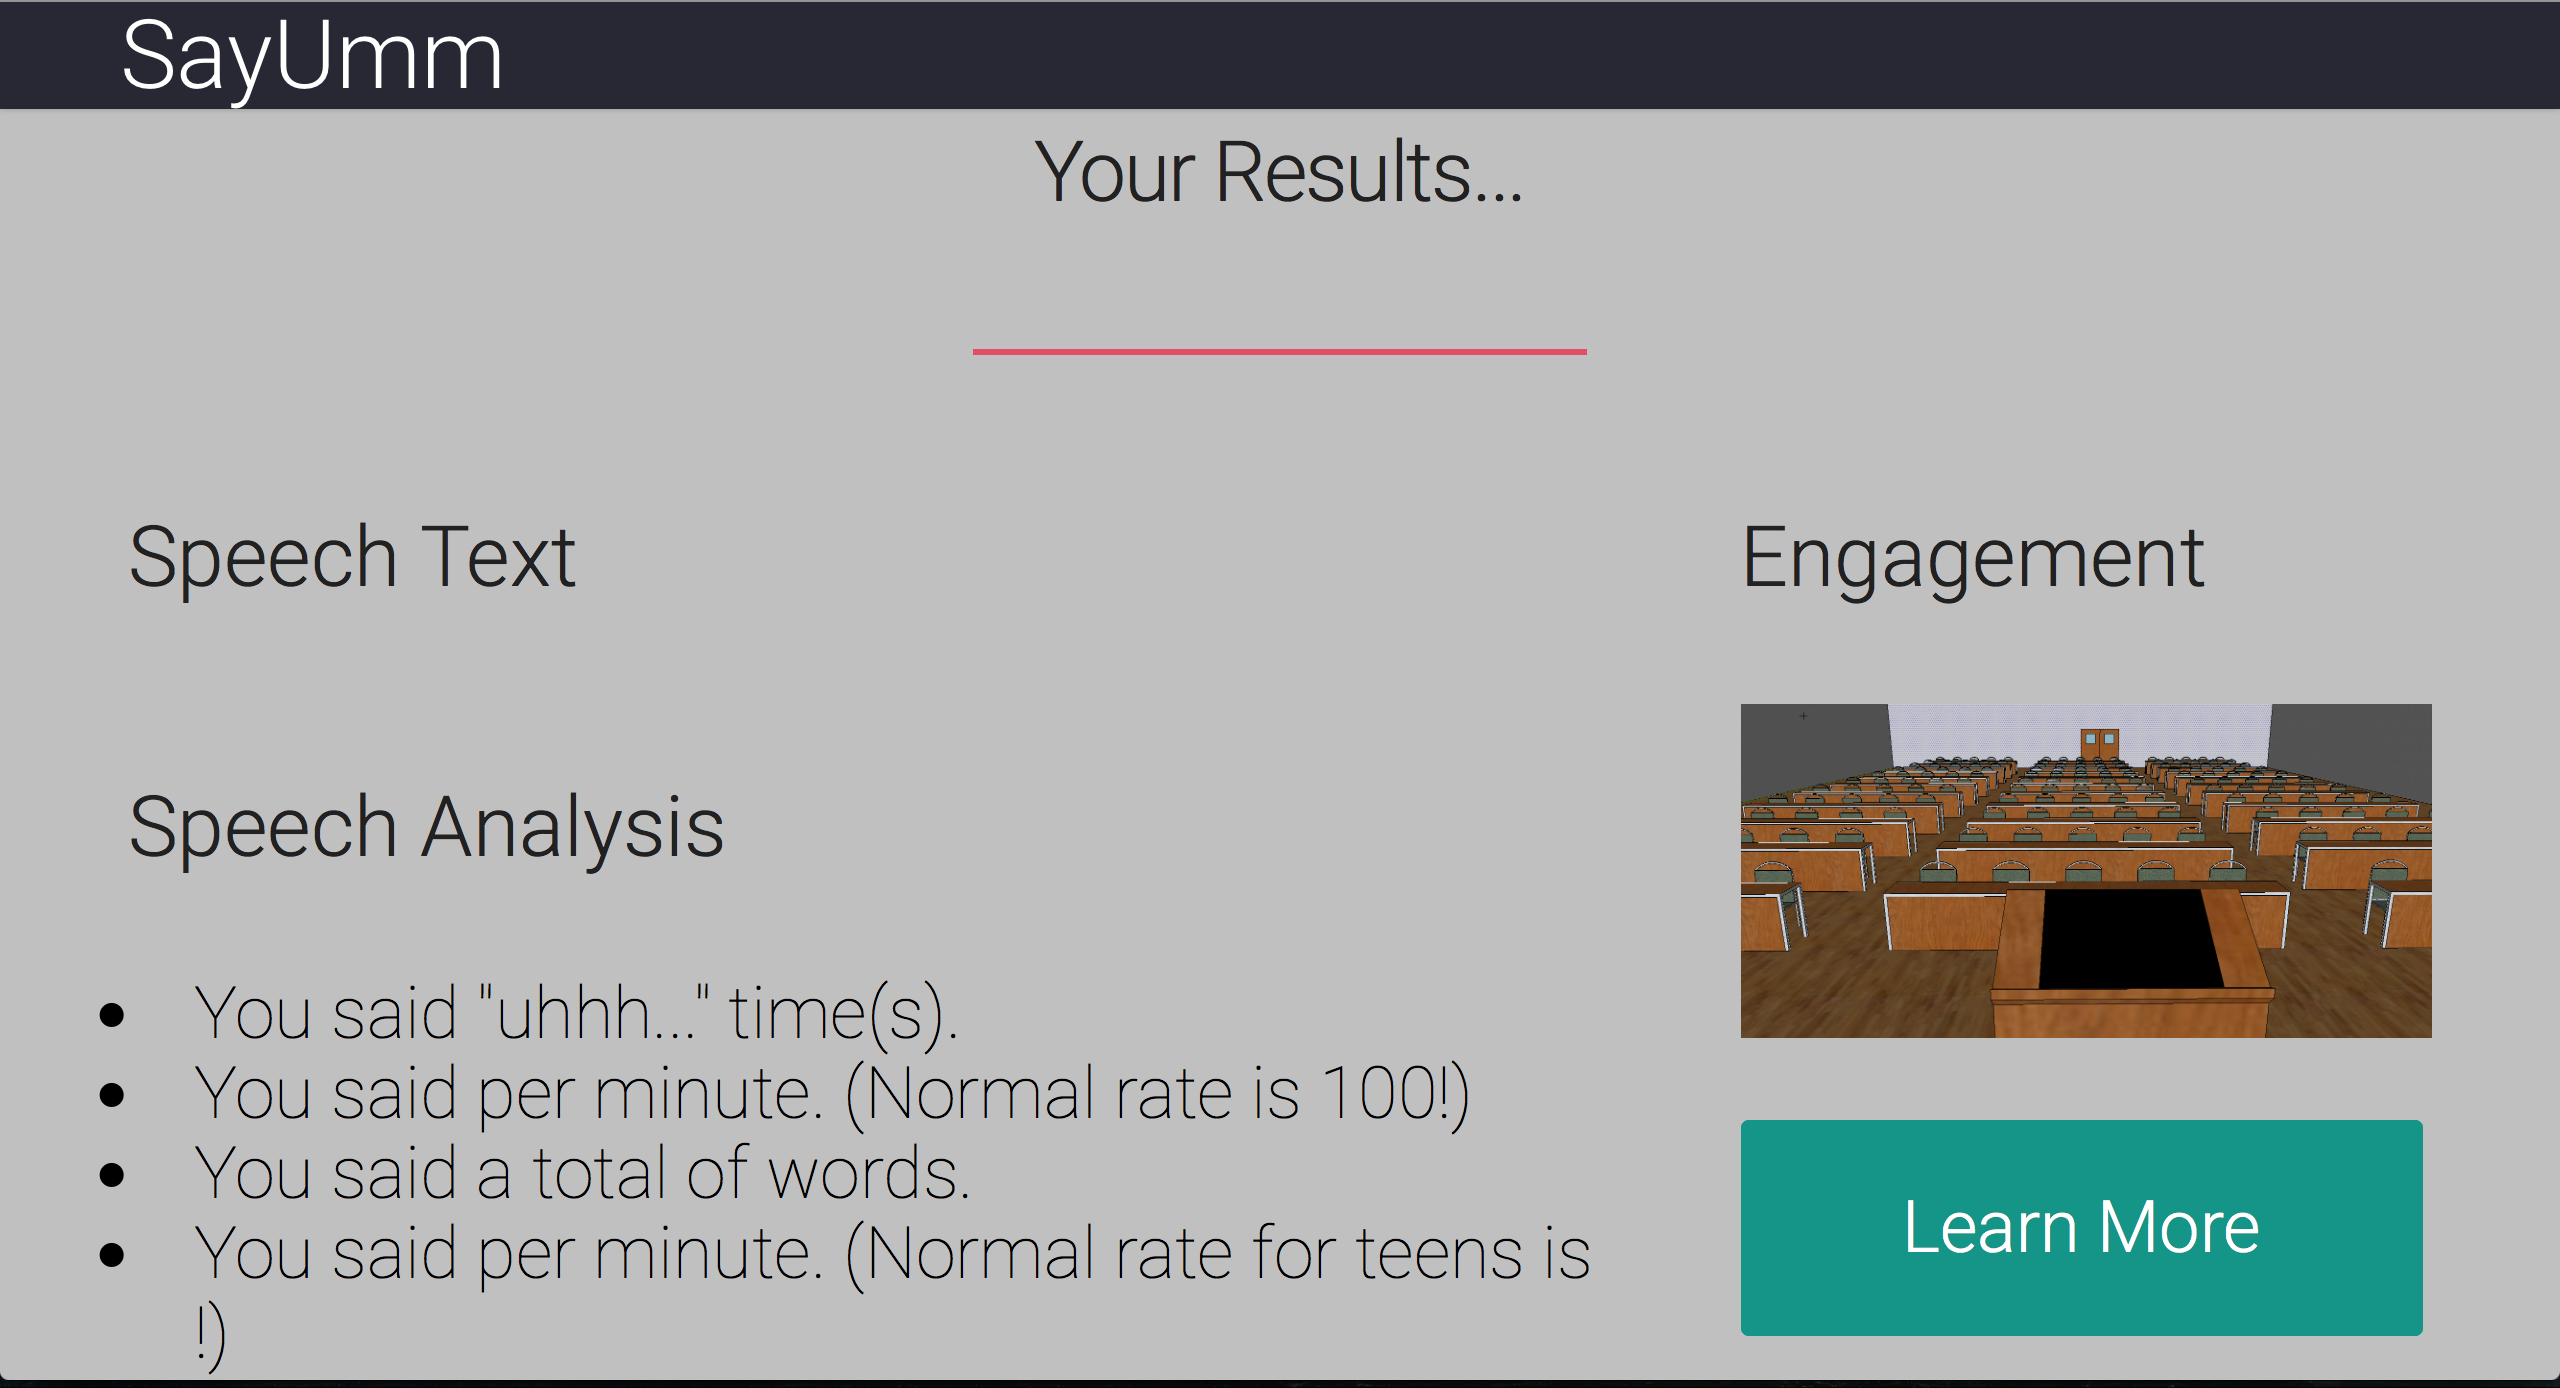 SayUmm
Your Results...
Speech Text
Speech Analysis
You said "uhhh..." time(s).
You said per minute. (Normal rate is 100!)
You said a total of words.
You said per minute. (Normal rate for teens is
!)
Engagement
Learn More